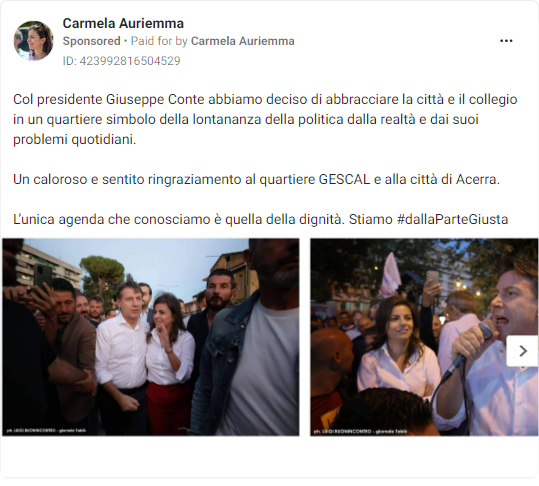 Carmela Auriemma
Sponsored • Paid for by Carmela Auriemma
ID: 423992816504529
Col presidente Giuseppe Conte abbiamo deciso di abbracciare la città e il collegio
in un quartiere simbolo della lontananza della politica dalla realtà e dai suoi
problemi quotidiani.
Un caloroso e sentito ringraziamento al quartiere GESCAL e alla città di Acerra.
L'unica agenda che conosciamo è quella della dignità. Stiamo #dallaParteGiusta
ph. LUIGI BUONINCONTRO - giornale Tablò
ph. LUIGI BUONINCONTRO - giornale Tablò